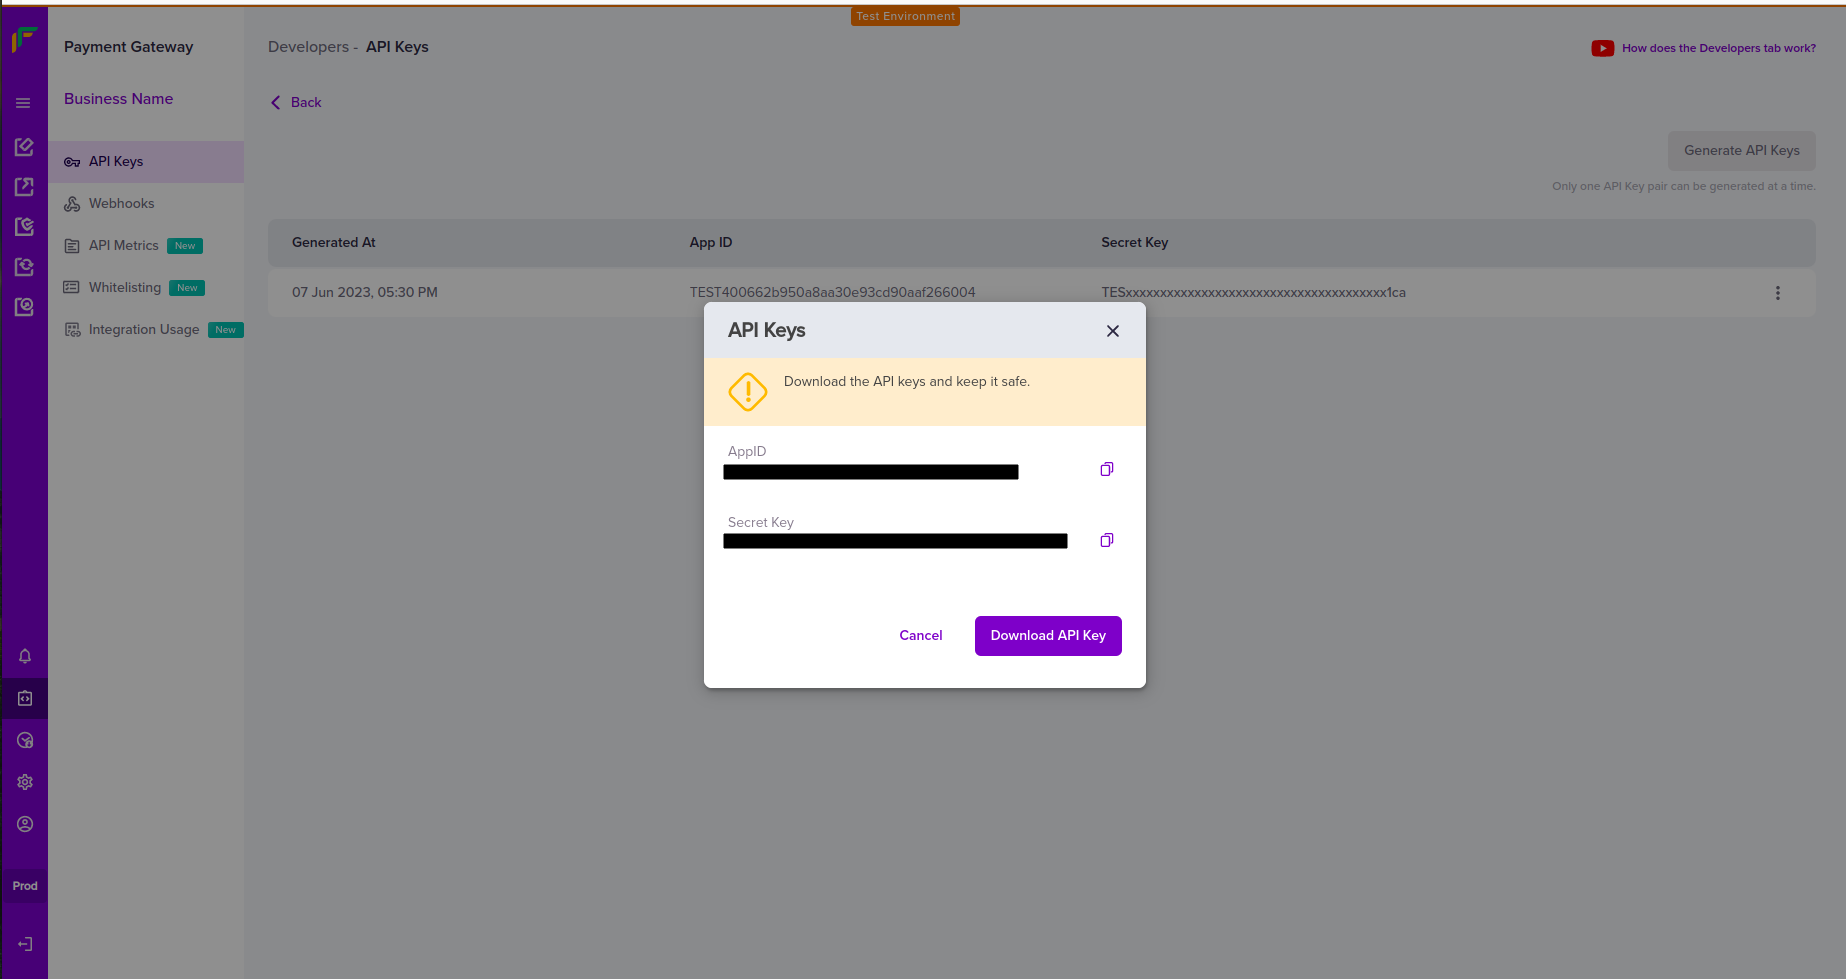 Test Environment
Payment Gateway
Developers - API Keys
How does the Developers tab work?
Business Name
Back
Generate API Keys
Only one API Key pair can be generated at a time.
API Keys
Webhooks
API Metrics New
Whitelisting New
Integration Usage New
Generated At App ID Secret Key
07 Jun 2023, 05:30 PM TEST400662b950a8aa30e93cd90aaf266004 TESxxxxxxxxxxxxxxxxxxxxxxxxxxxxxxxxxxxxxx1ca
API Keys
Download the API keys and keep it safe.
AppID
Secret Key
Cancel Download API Key
Prod